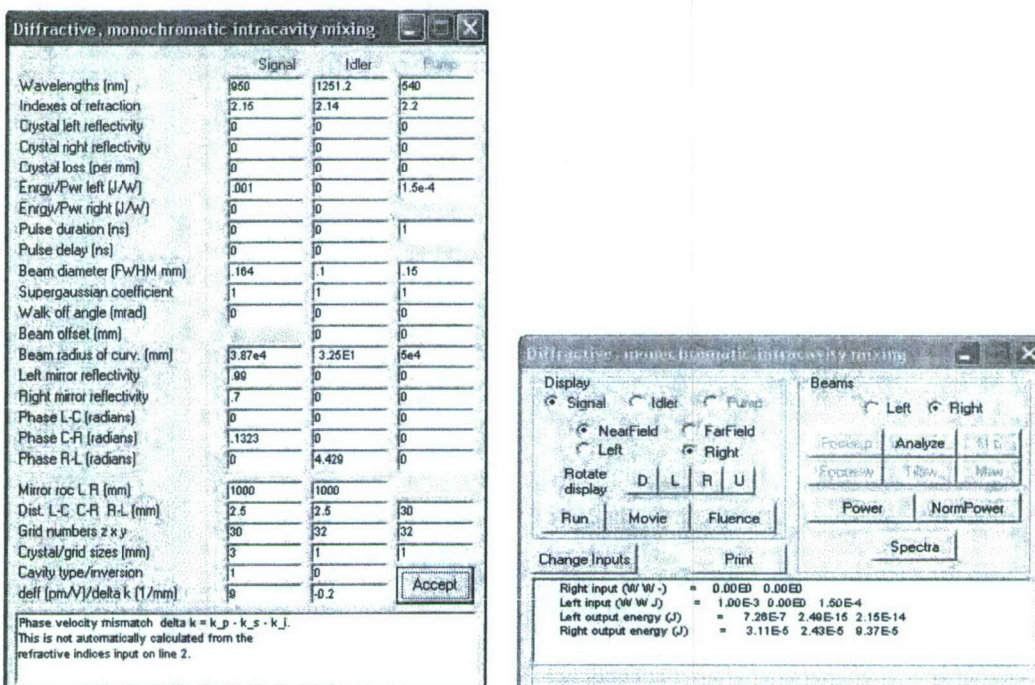 Diffractive, monochromatic intracavity mixing
Signal Idler Pump
Wavelengths (nm) 950 1251.2 540
Indexes of refraction 2.15 2.14 2.2
Crystal left reflectivity 0 0 0
Crystal right reflectivity 0 0 0
Crystal loss (per mm) 0 0 0
Enrgy/Pwr left (J/W) .001 0 1.5e-4
Enrgy/Pwr right (J/W) 0 0
Pulse duration (ns) 0 0 1
Pulse delay (ns) 0 0
Beam diameter (FWHM mm) .164 .1 .15
Supergaussian coefficient 1 1 1
Walk off angle (mrad) 0 0 0
Beam offset (mm) 0 0
Beam radius of curv. (mm) 3.87e4 3.25E1 5e4
Left mirror reflectivity .99 0 0
Right mirror reflectivity .7 0 0
Phase L-C (radians) 0 0 0
Phase C-R (radians) .1323 0 0
Phase R-L (radians) 0 4.429 0
Mirror roc L R (mm) 1000 1000
Dist. L-C C-R R-L (mm) 2.5 2.5 30
Grid numbers z x y 30 32 32
Crystal/grid sizes (mm) 3 1 1
Cavity type/inversion 1 0
deff (pm/V)/delta k (1/mm) 9 -0.2
Accept
Phase velocity mismatch delta k = k_p - k_s - k_i.
This is not automatically calculated from the
refractive indices input on line 2.
Diffractive, monochromatic intracavity mixing
Display
Signal Idler Pump
NearField FarField
Left Right
Rotate display D L R U
Run Movie Fluence
Beams
Left Right
Analyze
Power NormPower
Spectra
Change Inputs Print
Right input (W W -) = 0.00E0 0.00E0
Left input (W W J) = 1.00E-3 0.00E0 1.50E-4
Left output energy (J) = 7.26E-7 2.49E-15 2.15E-14
Right output energy (J) = 3.11E-5 2.43E-5 9.37E-5